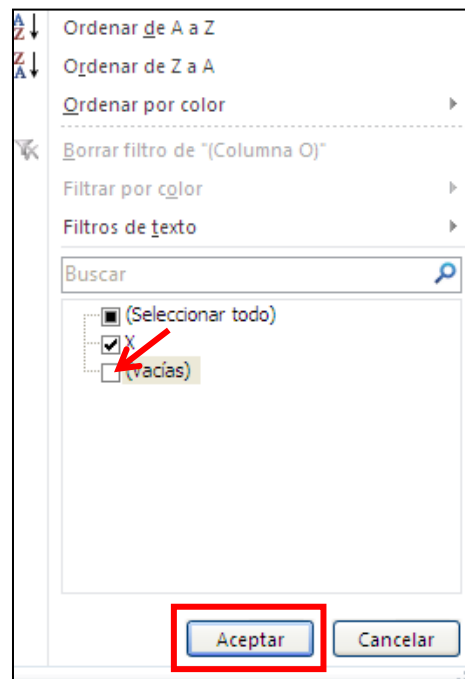 Ordenar de A a Z
Ordenar de Z a A
Ordenar por color
Borrar filtro de "(Columna O)"
Filtrar por color
Filtros de texto
Buscar
(Seleccionar todo)
X
(Vacías)
Aceptar
Cancelar